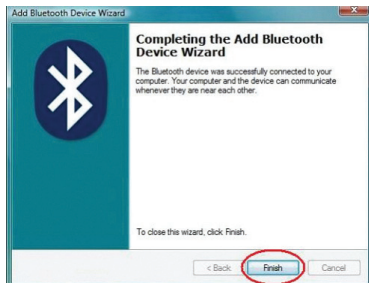 Add Bluetooth Device Wizard
Completing the Add Bluetooth
Device Wizard
The Bluetooth device was successfully connected to your
computer. Your computer and the device can communicate
whenever they are near each other.
To close this wizard, click Finish.
< Back Finish Cancel